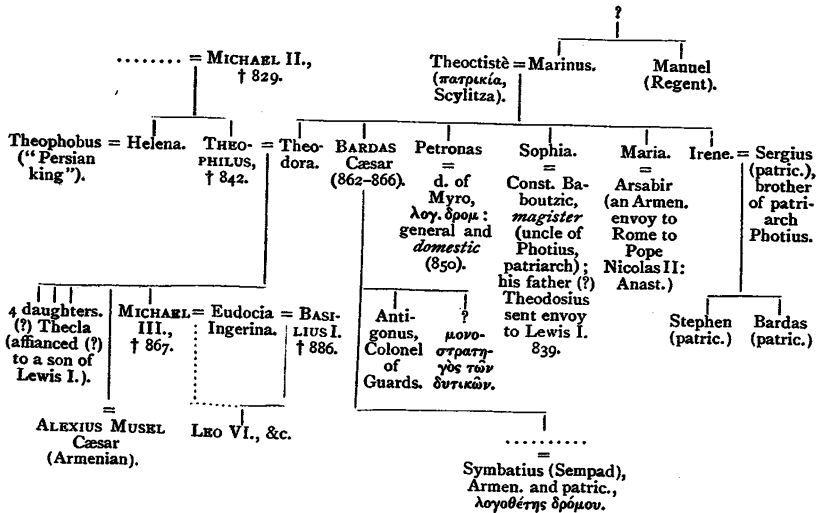 ?
......... = MICHAEL II.,
† 829.
Theoctistè = Marinus.
(πατρικία,
Scylitza).
Manuel
(Regent).
Theophobus = Helena.
(“Persian
king”).
THEO-
PHILUS,
† 842.
= Theo-
dora.
BARDAS
Cæsar
(862–866).
Petronas
=
d. of
Myro,
λογ. δρομ:
general and
domestic
(850).
Sophia.
=
Const. Ba-
boutzic,
magister
(uncle of
Photius,
patriarch);
his father (?)
Theodosius
sent envoy
to Lewis I.
839.
Maria.
=
Arsabir
(an Armen.
envoy to
Rome to
Pope
Nicolas II:
Anast.)
Irene. = Sergius
(patric.),
brother
of patri-
arch
Photius.
4 daughters.
(?) Thecla
(affianced (?)
to a son of
Lewis I.).
MICHAEL
III.,
† 867.
= Eudocia
Ingerina.
= BASI-
LIUS I.
† 886.
Anti-
gonus,
Colonel
of
Guards.
?
μονο-
στρατη-
γὸς τῶν
δυτικῶν.
Stephen
(patric.)
Bardas
(patric.)
=
ALEXIUS MUSEL
Cæsar
(Armenian).
LEO VI., &c.
..........
=
Symbatius (Sempad),
Armen. and patric.,
λογοθέτης δρόμου.